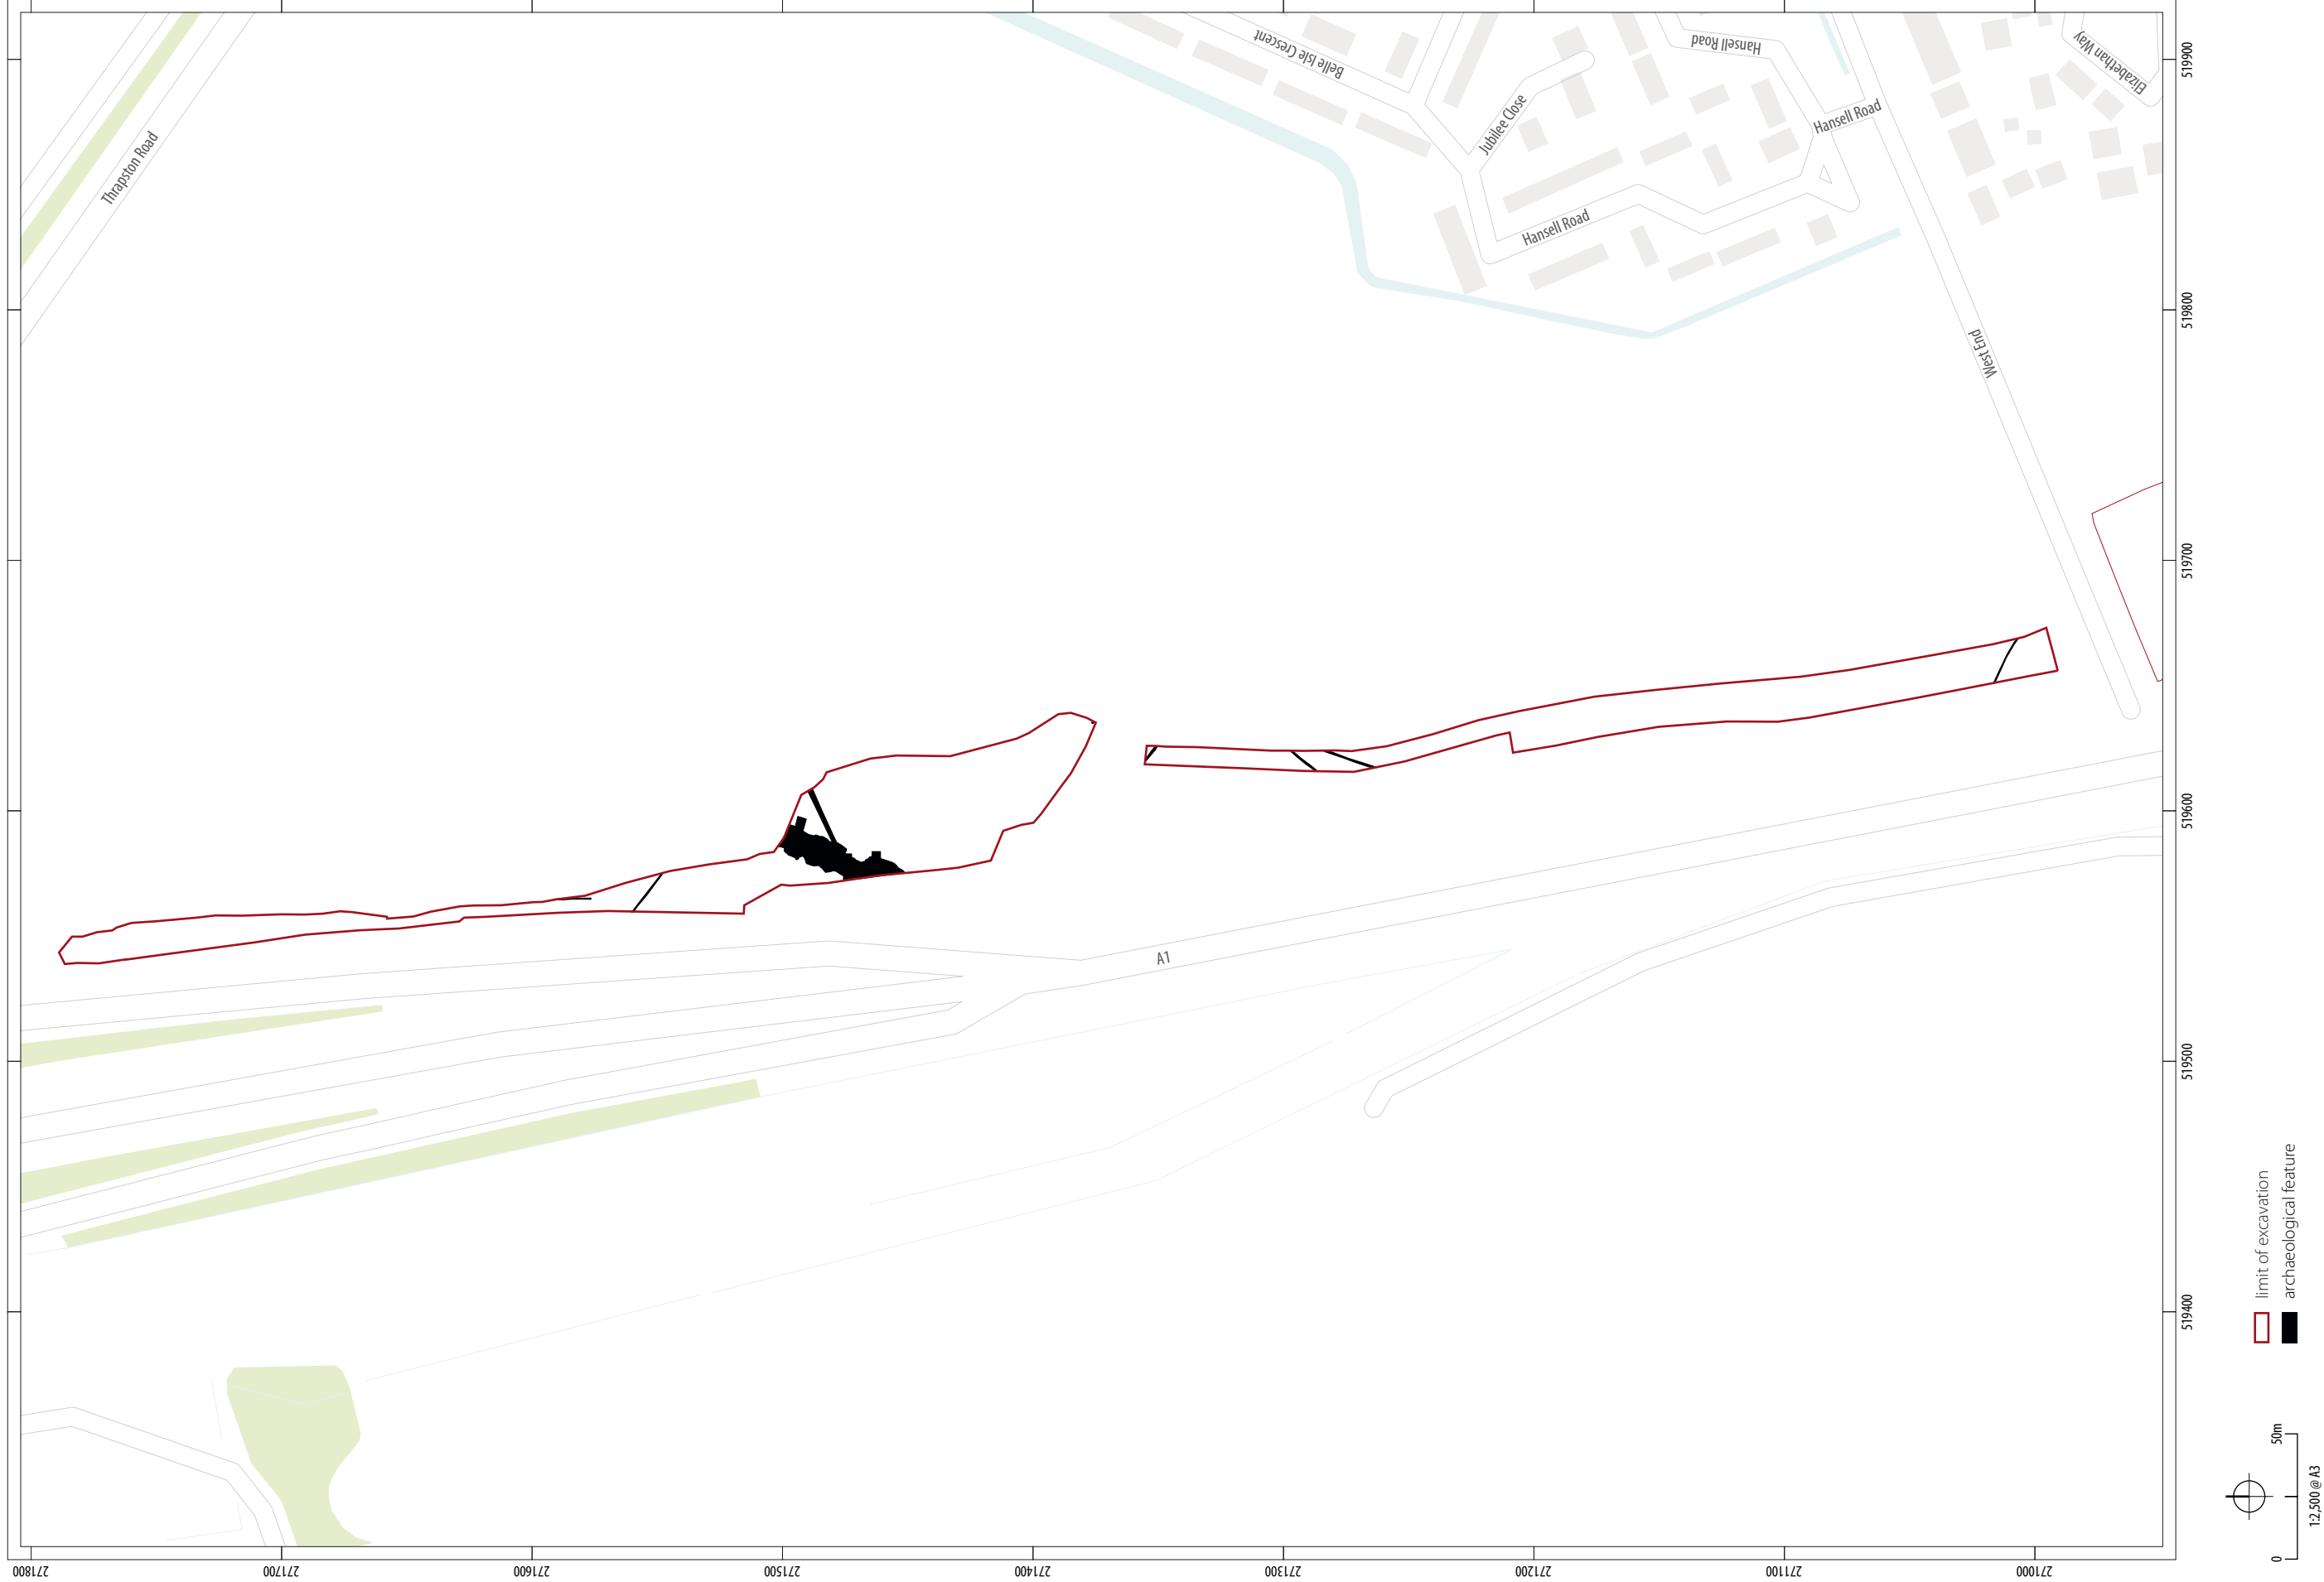 Thrapston Road
Belle Isle Crescent
Jubilee Close
Hansell Road
Hansell Road
Hansell Road
Elizabethan Way
West End
A1
519900
519800
519700
519600
519500
519400
271800
271700
271600
271500
271400
271300
271200
271100
271000
limit of excavation
archaeological feature
0
50m
1:2,500 @ A3